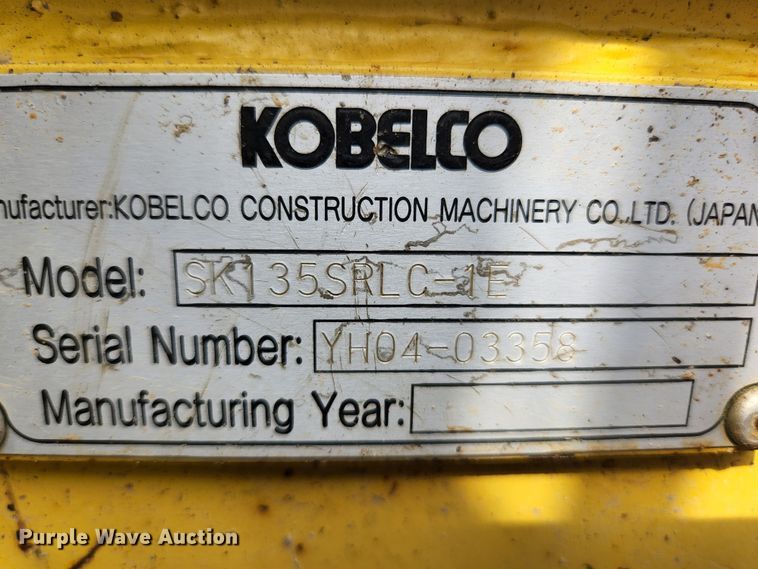 KOBELCO
nufacturer:KOBELCO CONSTRUCTION MACHINERY CO.,LTD. (JAPAN
Model: SK135SRLC-1E
Serial Number: YH04-03358
Manufacturing Year:
Purple Wave Auction